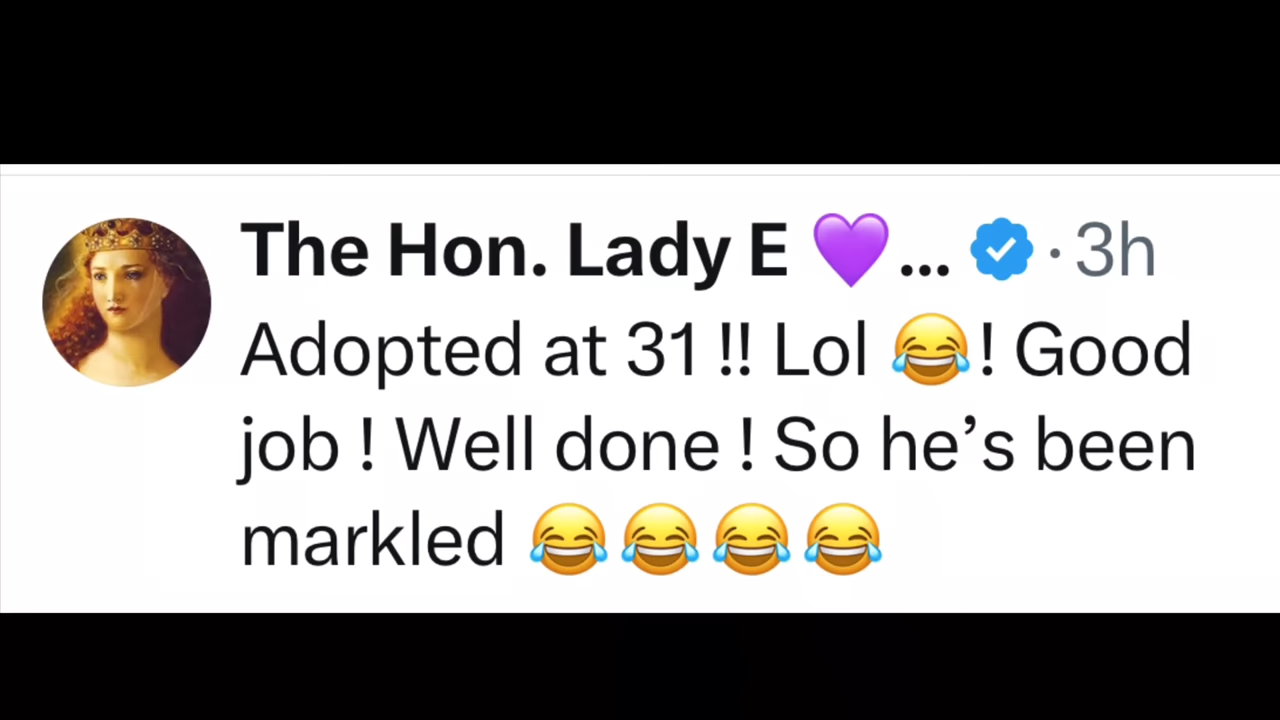 The Hon. Lady E 💜 ... · 3h
Adopted at 31 !! Lol 😂! Good
job ! Well done ! So he’s been
markled 😂😂😂😂